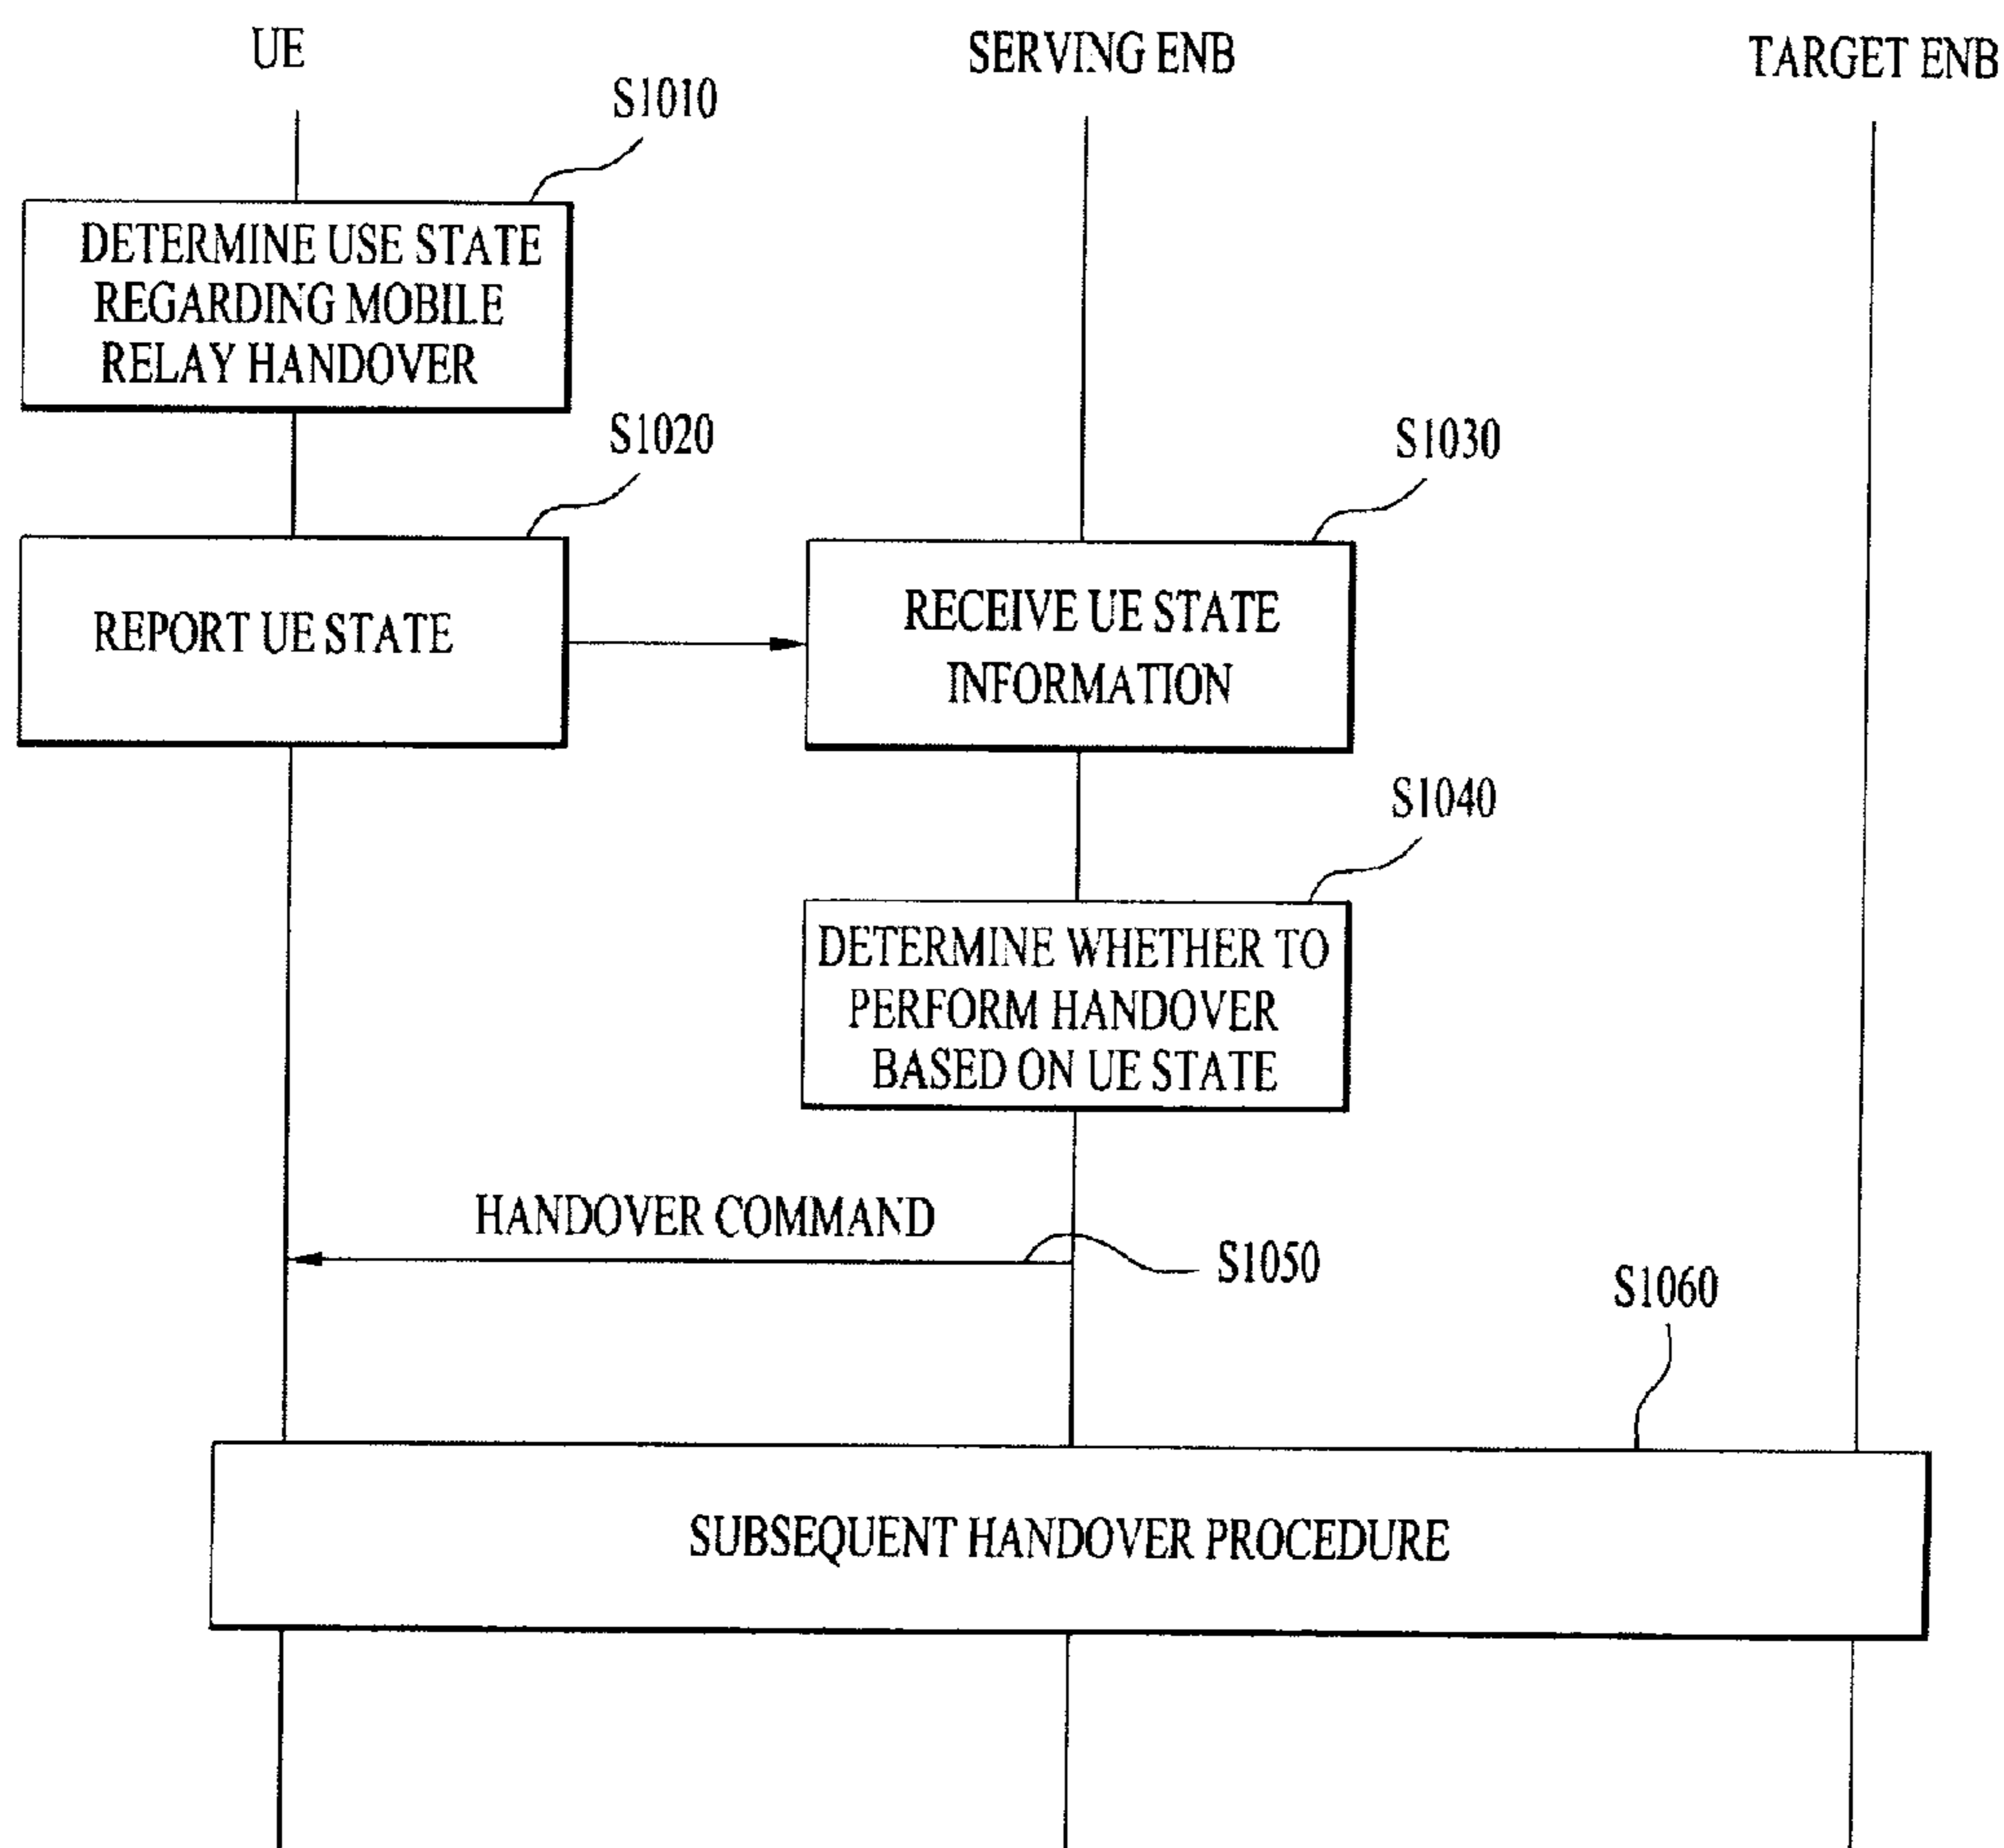 UE
SERVING ENB
TARGET ENB
S1010
DETERMINE USE STATE
REGARDING MOBILE
RELAY HANDOVER
S1020
REPORT UE STATE
S1030
RECEIVE UE STATE
INFORMATION
S1040
DETERMINE WHETHER TO
PERFORM HANDOVER
BASED ON UE STATE
HANDOVER COMMAND
S1050
S1060
SUBSEQUENT HANDOVER PROCEDURE